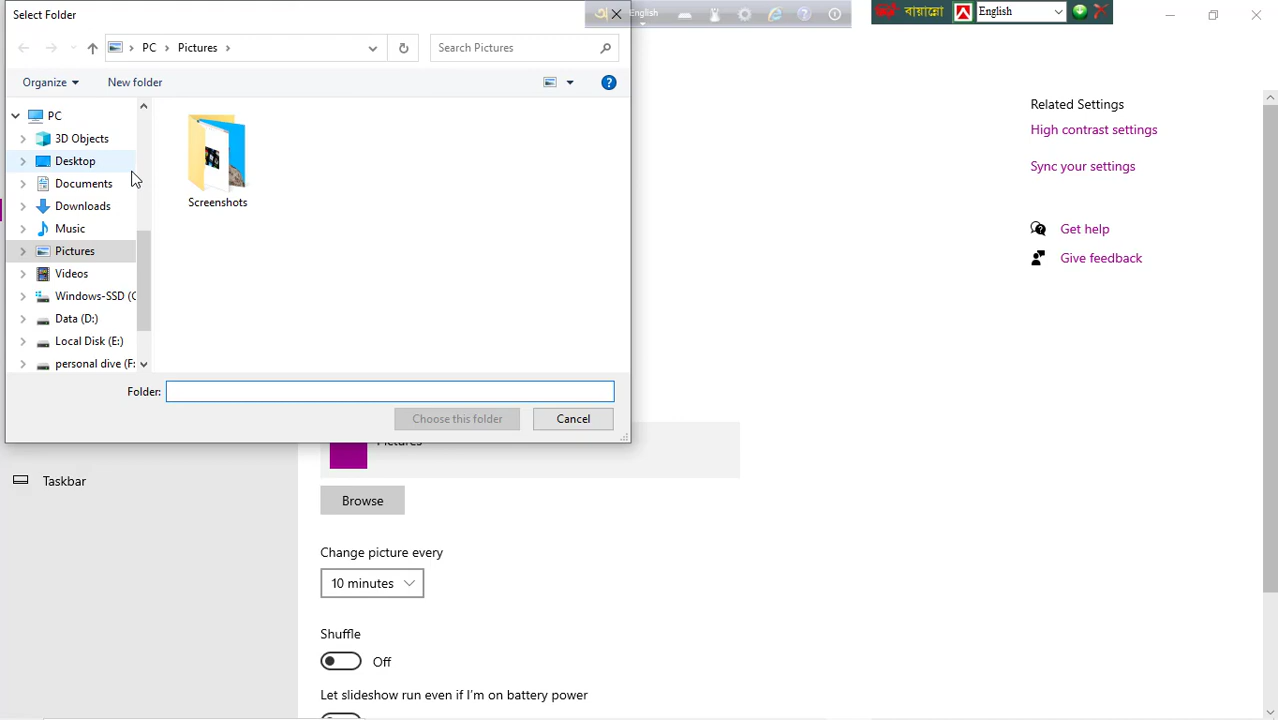 Select Folder
English
বায়ান্নো
English
PC
Pictures
Search Pictures
Organize
New folder
PC
3D Objects
Desktop
Documents
Downloads
Music
Pictures
Videos
Windows-SSD (C
Data (D:)
Local Disk (E:)
personal dive (F:
Screenshots
Folder:
Choose this folder
Cancel
Related Settings
High contrast settings
Sync your settings
Get help
Give feedback
Pictures
Taskbar
Browse
Change picture every
10 minutes
Shuffle
Off
Let slideshow run even if I'm on battery power